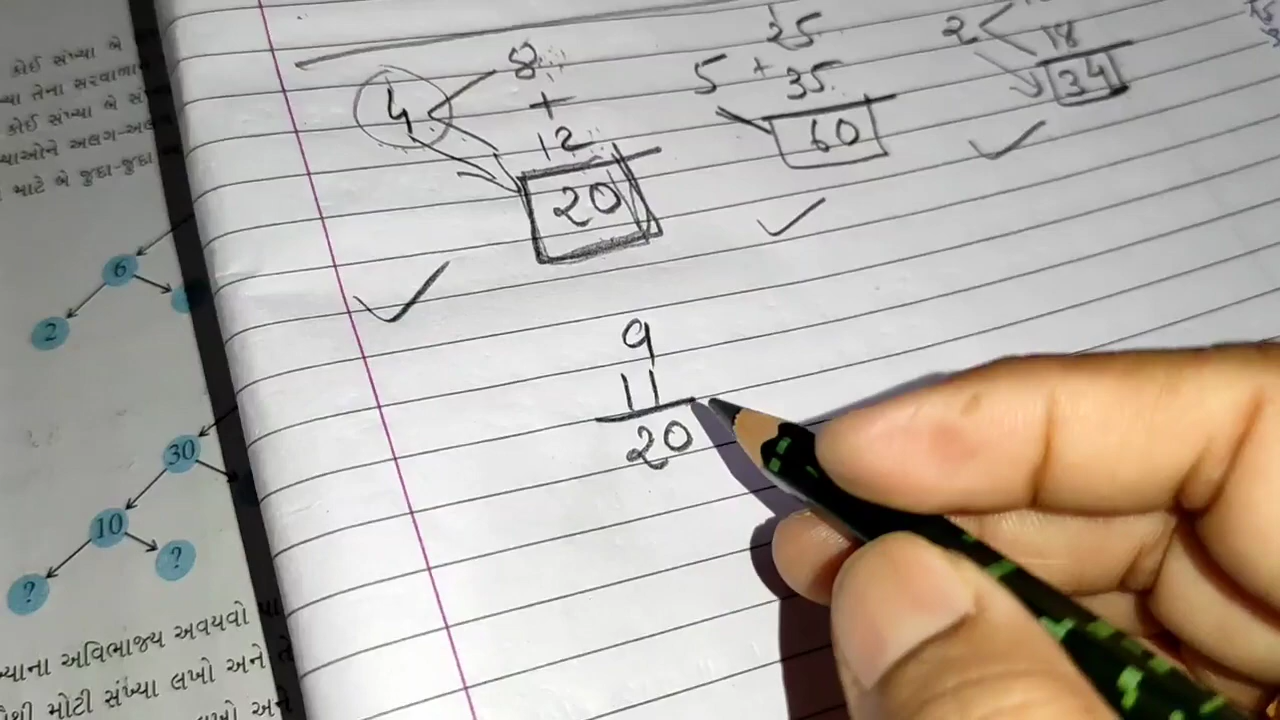 કોઈ સંખ્યા બે
તેના સરવાળા
કોઈ સંખ્યા બે
અલગ-અલ
માટે બે જુદા-જુદા
6
2
30
10
?
?
અવિભાજ્ય અવયવો
મોટી સંખ્યા લખો અને તે
અને
8
4
+
12
20
25
5 + 35
60
2
18
34
9
11
20